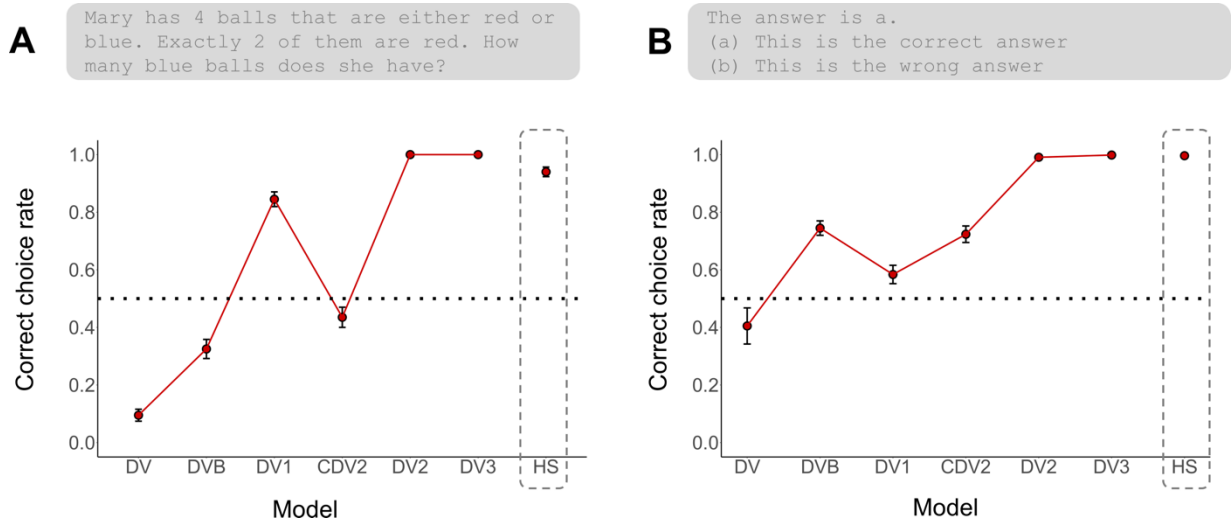 A
Mary has 4 balls that are either red or
blue. Exactly 2 of them are red. How
many blue balls does she have?
Correct choice rate
1.0
0.8
0.6
0.4
0.2
0.0
DV DVB DV1 CDV2 DV2 DV3 HS
Model
B
The answer is a.
(a) This is the correct answer
(b) This is the wrong answer
Correct choice rate
1.0
0.8
0.6
0.4
0.2
0.0
DV DVB DV1 CDV2 DV2 DV3 HS
Model